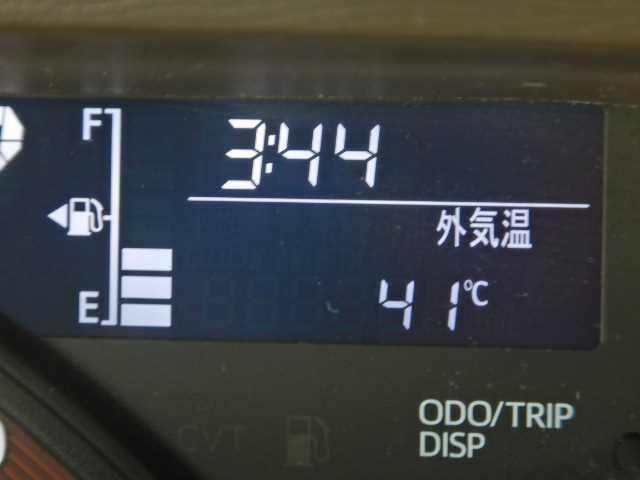 F
3:44
外気温
E
41℃
ODO/TRIP
DISP
CVT